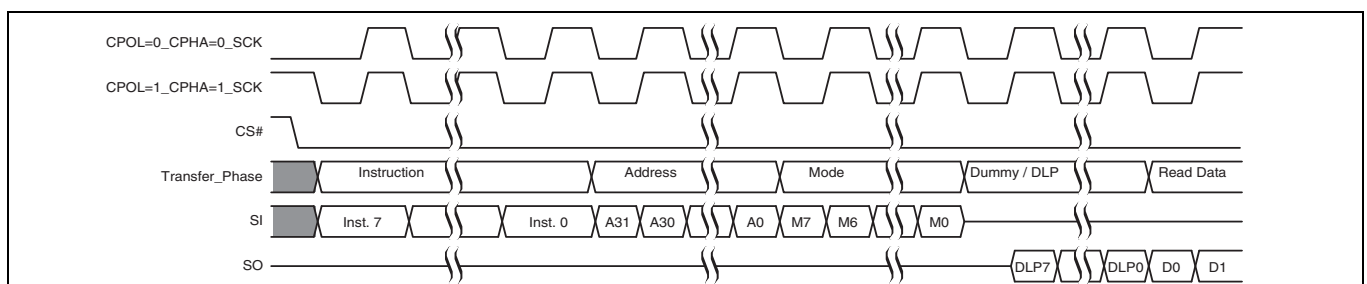 CPOL=0_CPHA=0_SCK
CPOL=1_CPHA=1_SCK
CS#
Transfer_Phase Instruction Address Mode Dummy / DLP Read Data
SI Inst. 7 Inst. 0 A31 A30 A0 M7 M6 M0
SO DLP7 DLP0 D0 D1